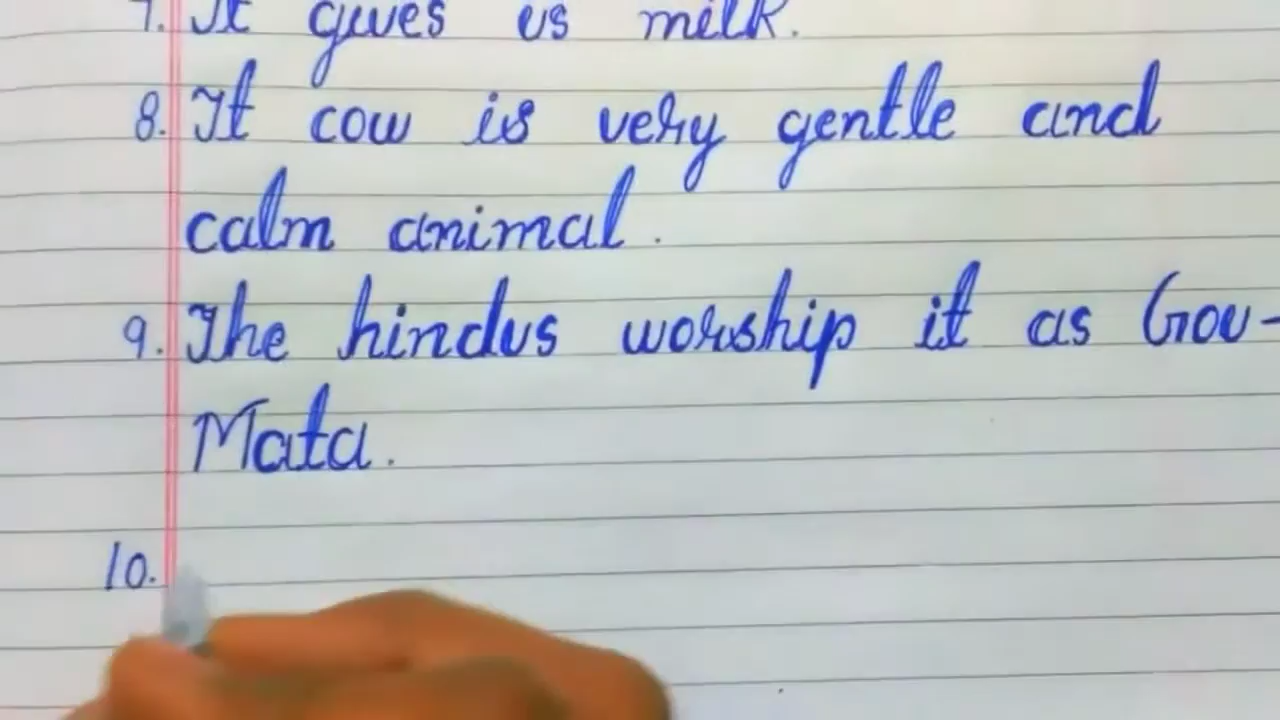 7. It gives us milk.
8. It cow is very gentle and
calm animal.
9. The hindus worship it as Gou-
Mata.
10.